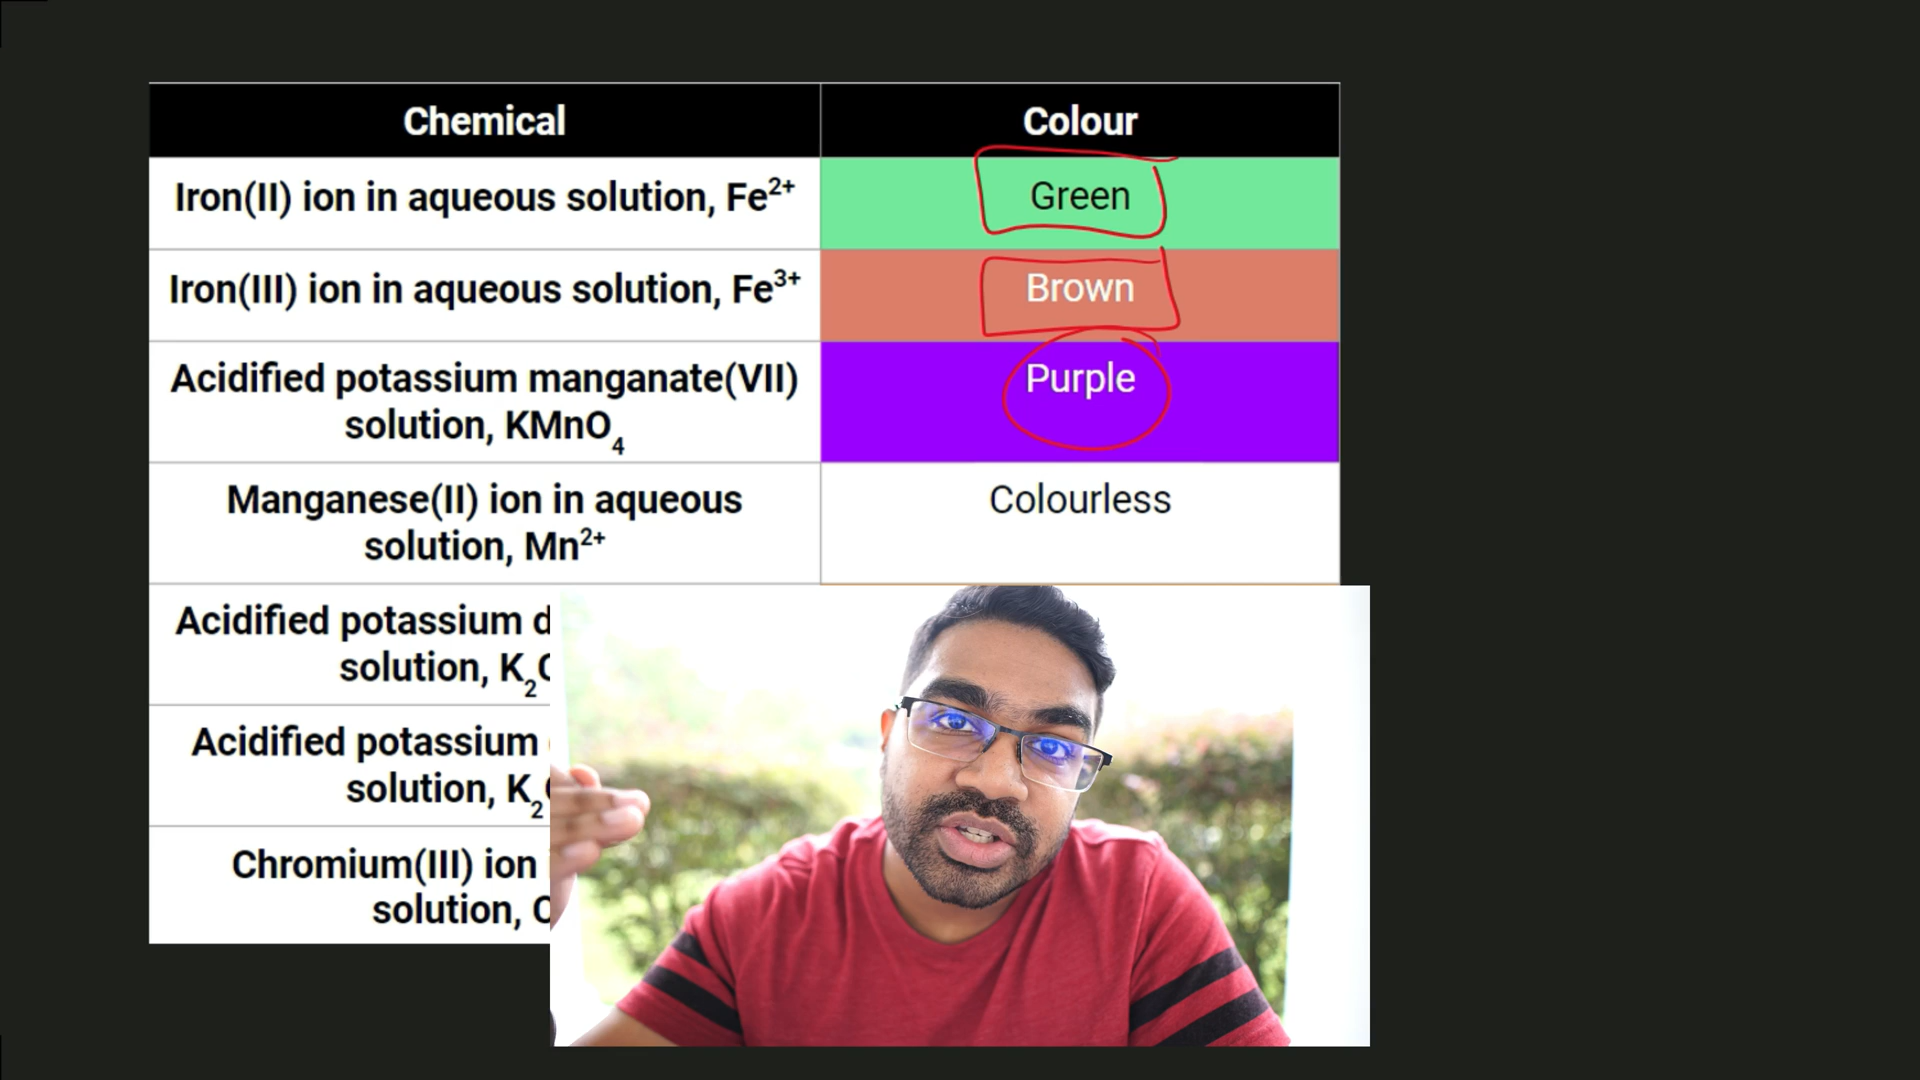 Chemical Colour
Iron(II) ion in aqueous solution, Fe²⁺ Green
Iron(III) ion in aqueous solution, Fe³⁺ Brown
Acidified potassium manganate(VII) Purple
solution, KMnO₄
Manganese(II) ion in aqueous Colourless
solution, Mn²⁺
Acidified potassium
solution, K₂
Acidified potassium
solution, K₂
Chromium(III) ion
solution,